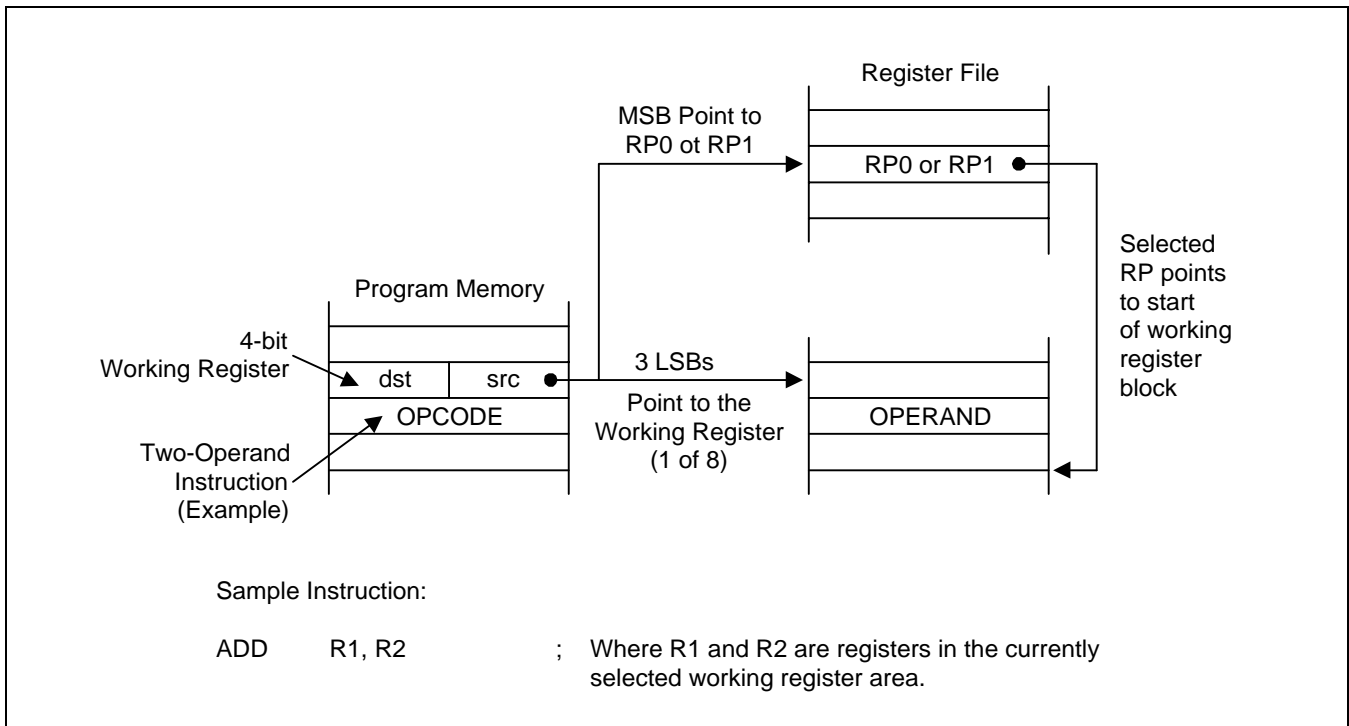 Register File
MSB Point to
RP0 ot RP1
RP0 or RP1
Selected
RP points
to start
of working
register
block
Program Memory
4-bit
Working Register
dst src
3 LSBs
OPCODE
Point to the
Working Register
(1 of 8)
OPERAND
Two-Operand
Instruction
(Example)
Sample Instruction:
ADD R1, R2 ; Where R1 and R2 are registers in the currently
selected working register area.